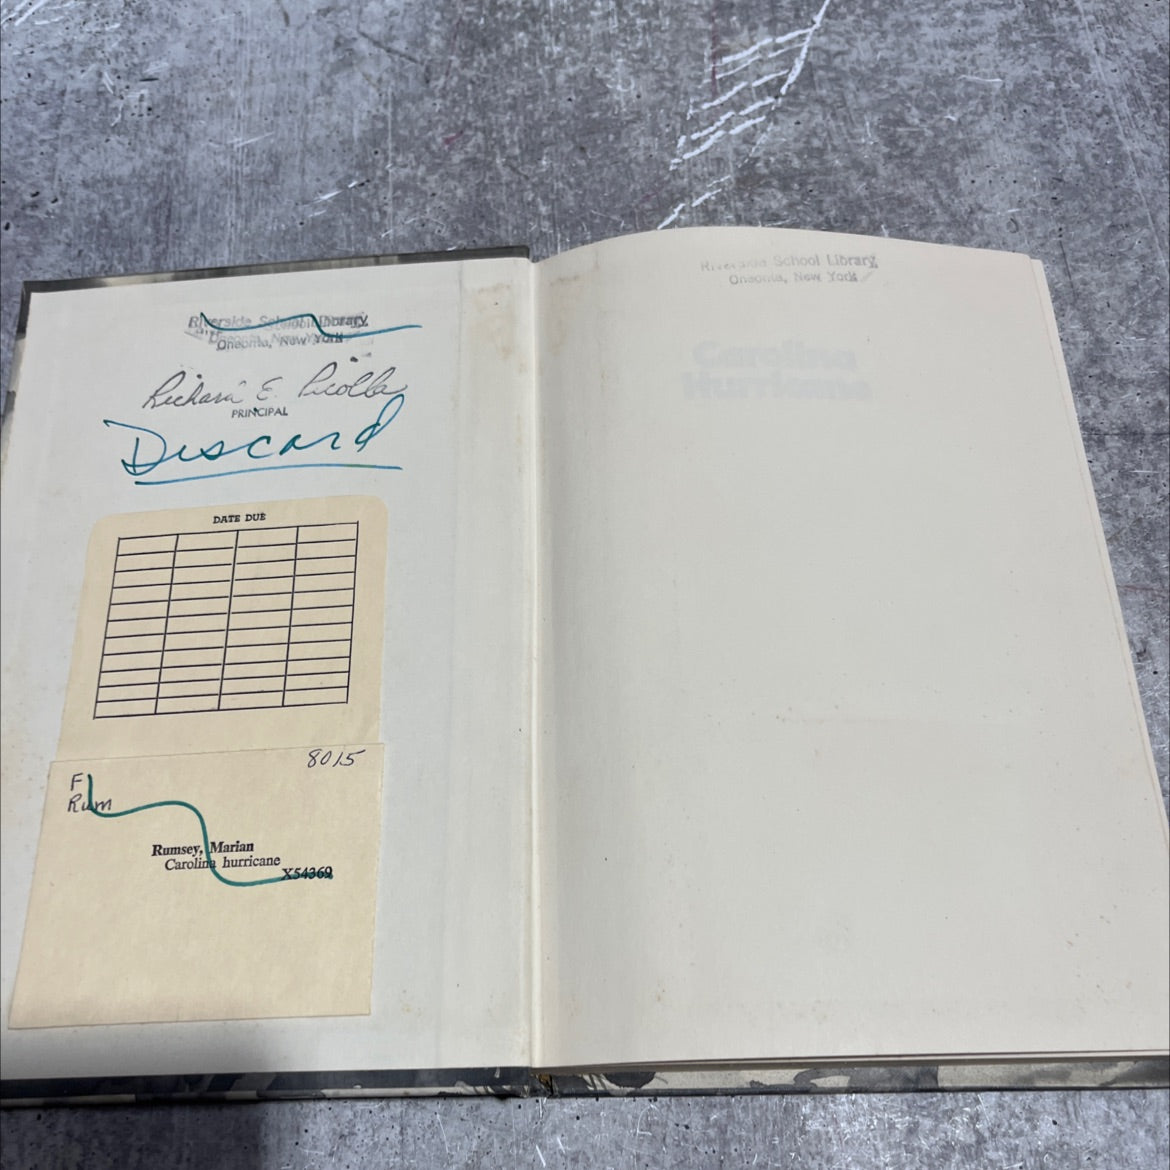 Riverside School Library
Oneonta, New York
Richard E. Picolla
PRINCIPAL
Discard
DATE DUE
8015
F
Rum
Rumsey, Marian
Carolina hurricane
X54369
Riverside School Library
Oneonta, New York
Carolina
Hurricane